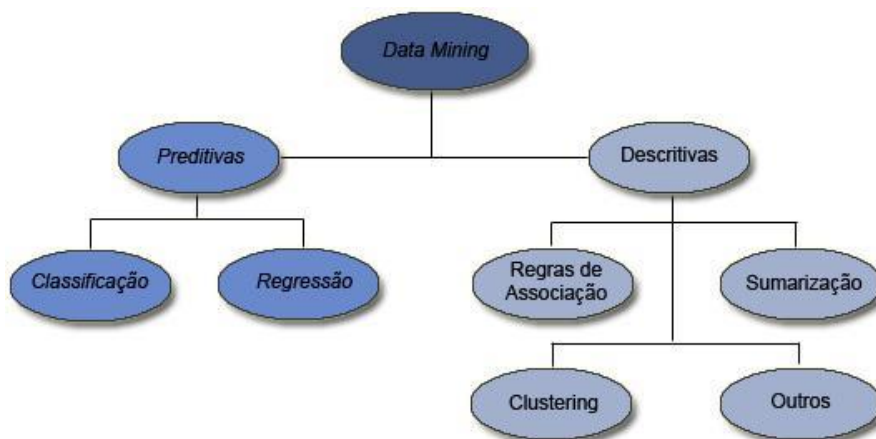 Data Mining
Preditivas
Descritivas
Classificação
Regressão
Regras de
Associação
Sumarização
Clustering
Outros